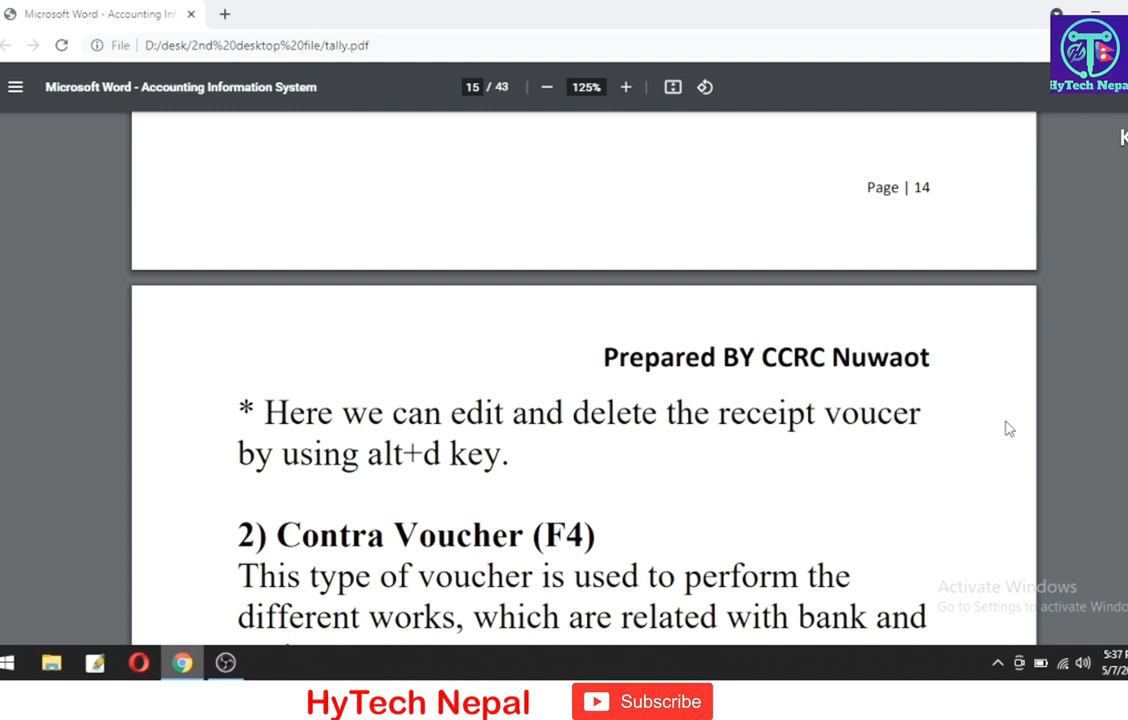 Microsoft Word - Accounting Int
File D:/desk/2nd%20desktop%20file/tally.pdf
HyTech Nepa
Microsoft Word - Accounting Information System
15 / 43
125%
K
Page | 14
Prepared BY CCRC Nuwaot
* Here we can edit and delete the receipt voucer
by using alt+d key.
2) Contra Voucher (F4)
This type of voucher is used to perform the
different works, which are related with bank and
Activate Windows
Go to Settings to activate Windo
5:37 P
5/7/20
HyTech Nepal
Subscribe